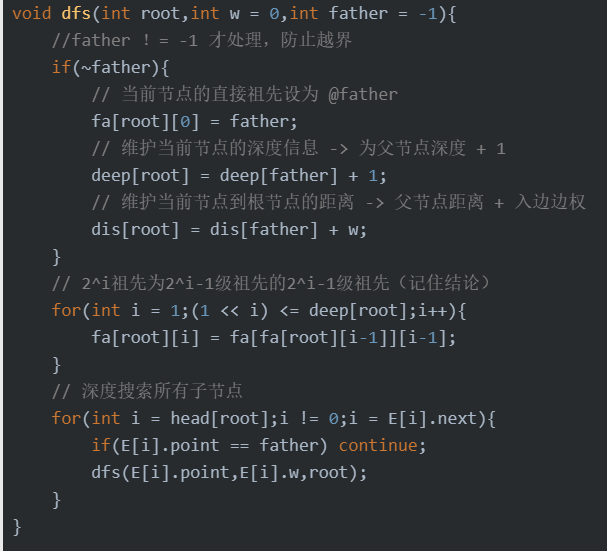 void dfs(int root,int w = 0,int father = -1){
    //father ！= -1 才处理，防止越界
    if(~father){
        // 当前节点的直接祖先设为 @father
        fa[root][0] = father;
        // 维护当前节点的深度信息 -> 为父节点深度 + 1
        deep[root] = deep[father] + 1;
        // 维护当前节点到根节点的距离 -> 父节点距离 + 入边边权
        dis[root] = dis[father] + w;
    }
    // 2^i祖先为2^i-1级祖先的2^i-1级祖先（记住结论）
    for(int i = 1;(1 << i) <= deep[root];i++){
        fa[root][i] = fa[fa[root][i-1]][i-1];
    }
    // 深度搜索所有子节点
    for(int i = head[root];i != 0;i = E[i].next){
        if(E[i].point == father) continue;
        dfs(E[i].point,E[i].w,root);
    }
}